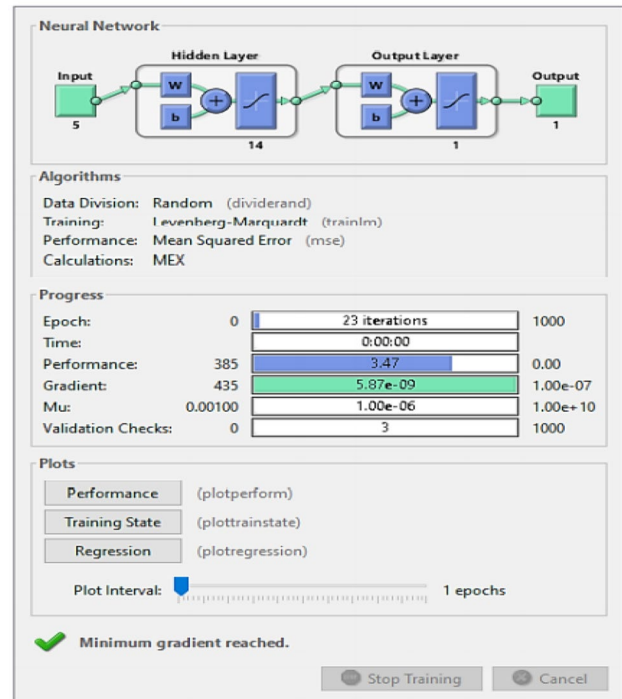 Neural Network
Hidden Layer
Output Layer
Input
Output
W
W
b
b
+
+
5
14
1
1
Algorithms
Data Division: Random (dividerand)
Training: Levenberg-Marquardt (trainlm)
Performance: Mean Squared Error (mse)
Calculations: MEX
Progress
Epoch: 0 23 iterations 1000
Time: 0:00:00
Performance: 385 3.47 0.00
Gradient: 435 5.87e-09 1.00e-07
Mu: 0.00100 1.00e-06 1.00e+10
Validation Checks: 0 3 1000
Plots
Performance (plotperform)
Training State (plottrainstate)
Regression (plotregression)
Plot Interval: 1 epochs
Minimum gradient reached.
Stop Training Cancel